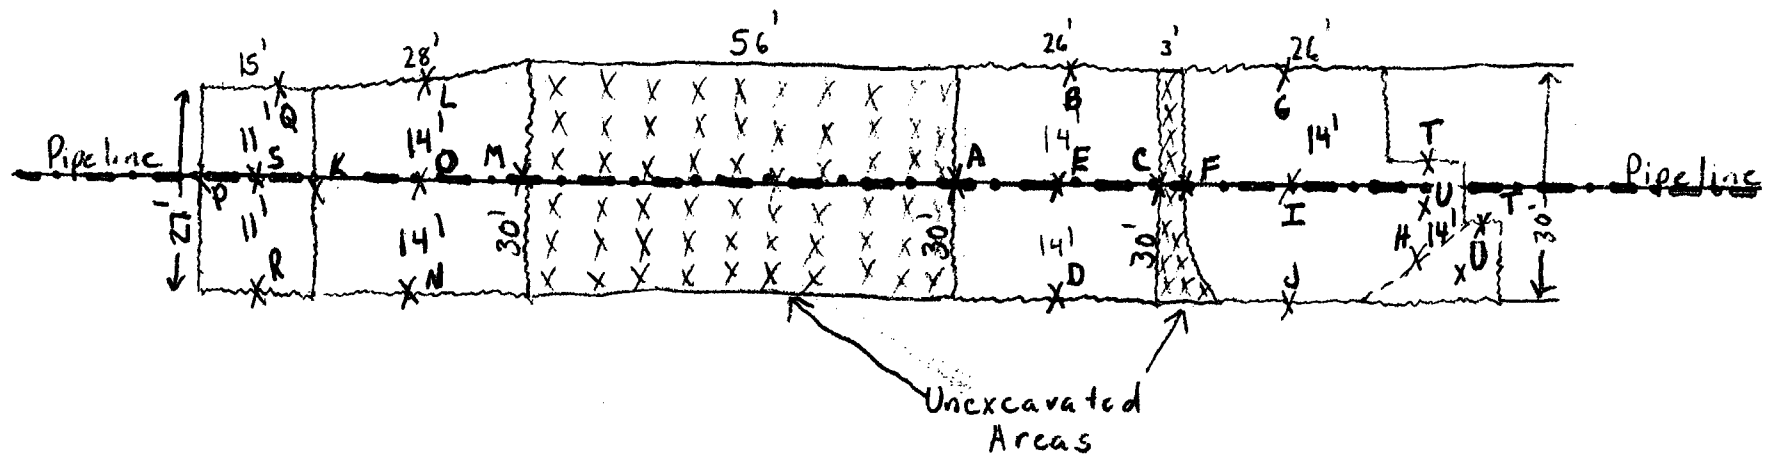 15' 28' 56' 26' 3' 26'
L B G
11' Q 14' 14' 14' T
Pipeline S K O M A E C F U Pipeline
P I T
27' 11' 14' 30' 30' 14' 30' H 14' U 30'
R N D J
Unexcavated
Areas